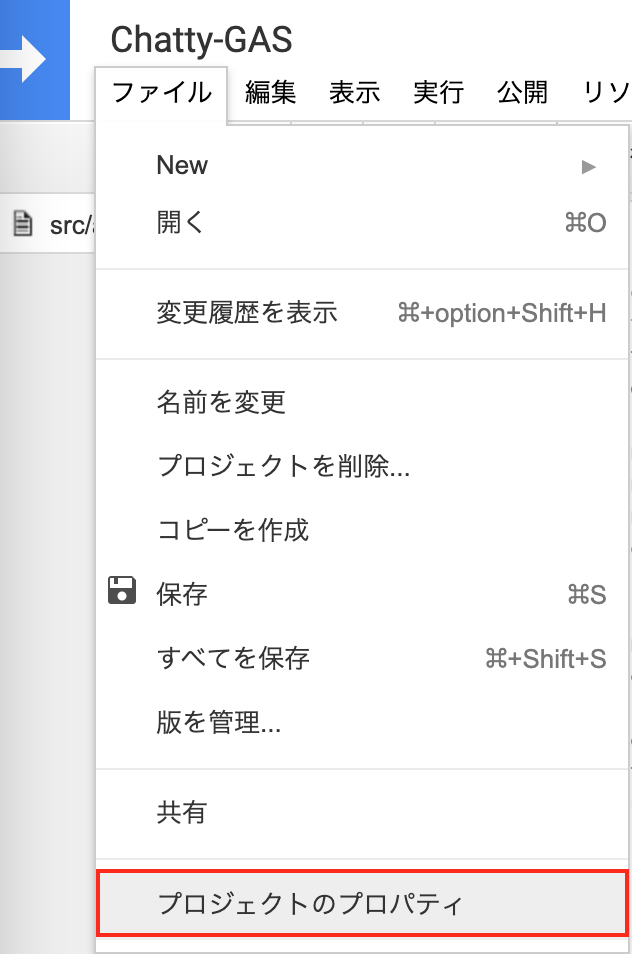 Chatty-GAS
ファイル 編集 表示 実行 公開 リソ
src/
New ►
開く ⌘O
変更履歴を表示 ⌘+option+Shift+H
名前を変更
プロジェクトを削除...
コピーを作成
保存 ⌘S
すべてを保存 ⌘+Shift+S
版を管理...
共有
プロジェクトのプロパティ